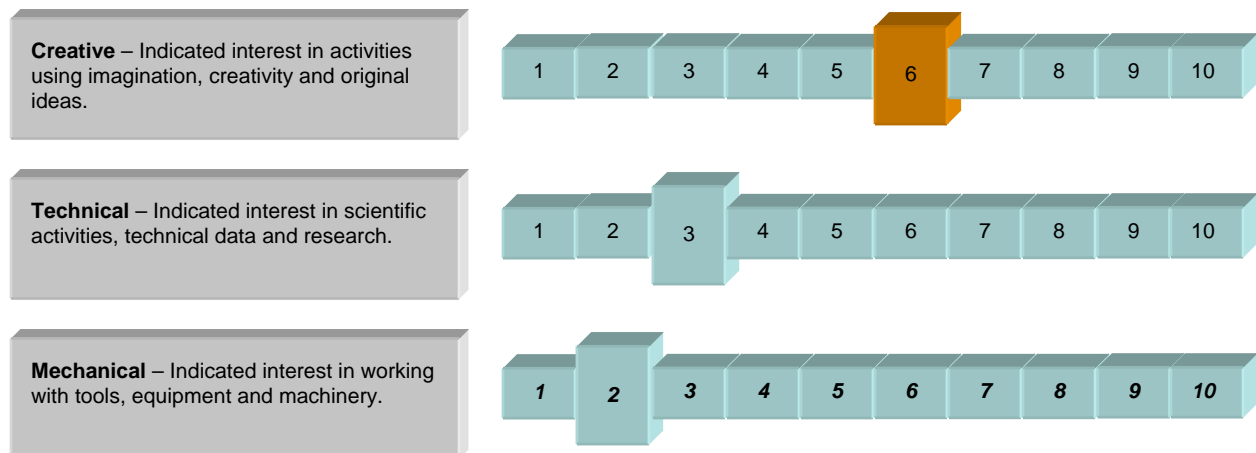 Creative – Indicated interest in activities
using imagination, creativity and original
ideas.
1 2 3 4 5 6 7 8 9 10
Technical – Indicated interest in scientific
activities, technical data and research.
1 2 3 4 5 6 7 8 9 10
Mechanical – Indicated interest in working
with tools, equipment and machinery.
1 2 3 4 5 6 7 8 9 10